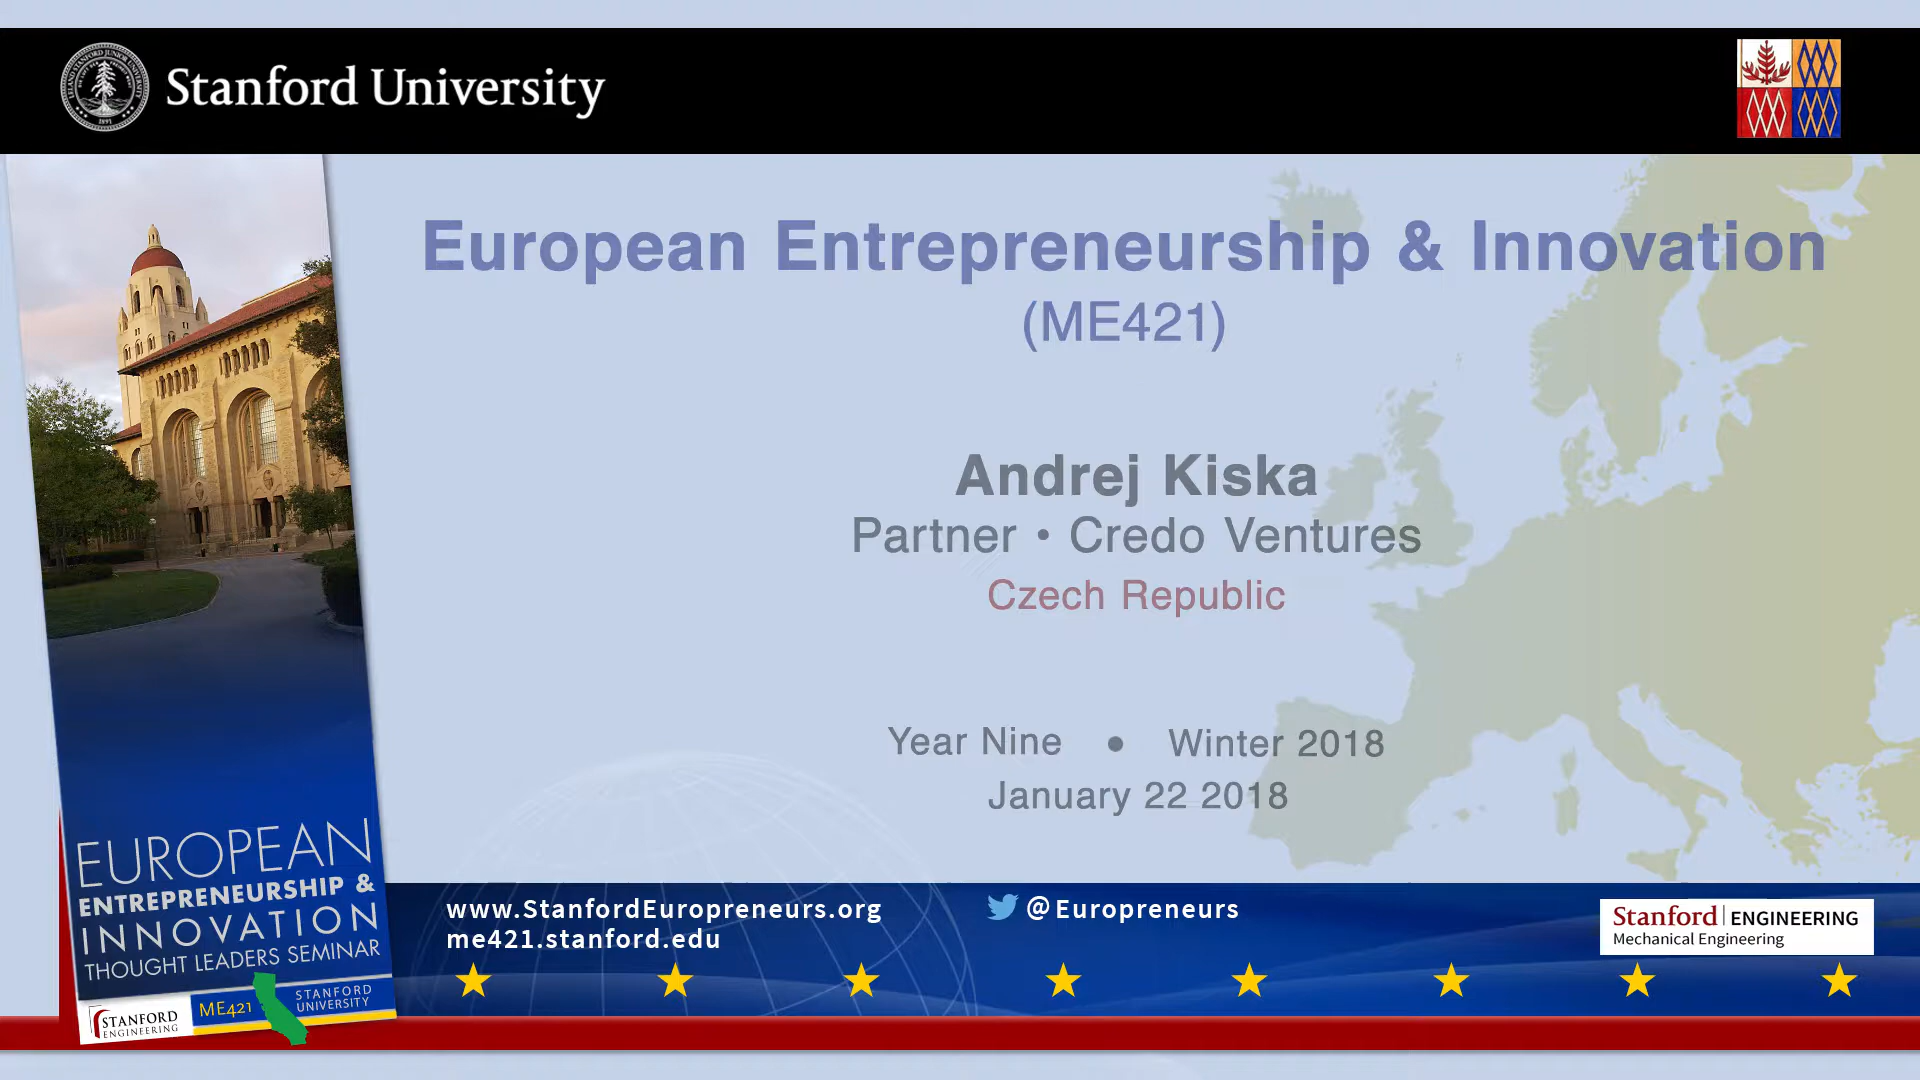 Stanford University
European Entrepreneurship & Innovation
(ME421)
Andrej Kiska
Partner • Credo Ventures
Czech Republic
Year Nine • Winter 2018
January 22 2018
EUROPEAN
ENTREPRENEURSHIP &
INNOVATION
THOUGHT LEADERS SEMINAR
STANFORD
ENGINEERING
ME421
STANFORD
UNIVERSITY
www.StanfordEuropreneurs.org
me421.stanford.edu
@Europreneurs
Stanford | ENGINEERING
Mechanical Engineering